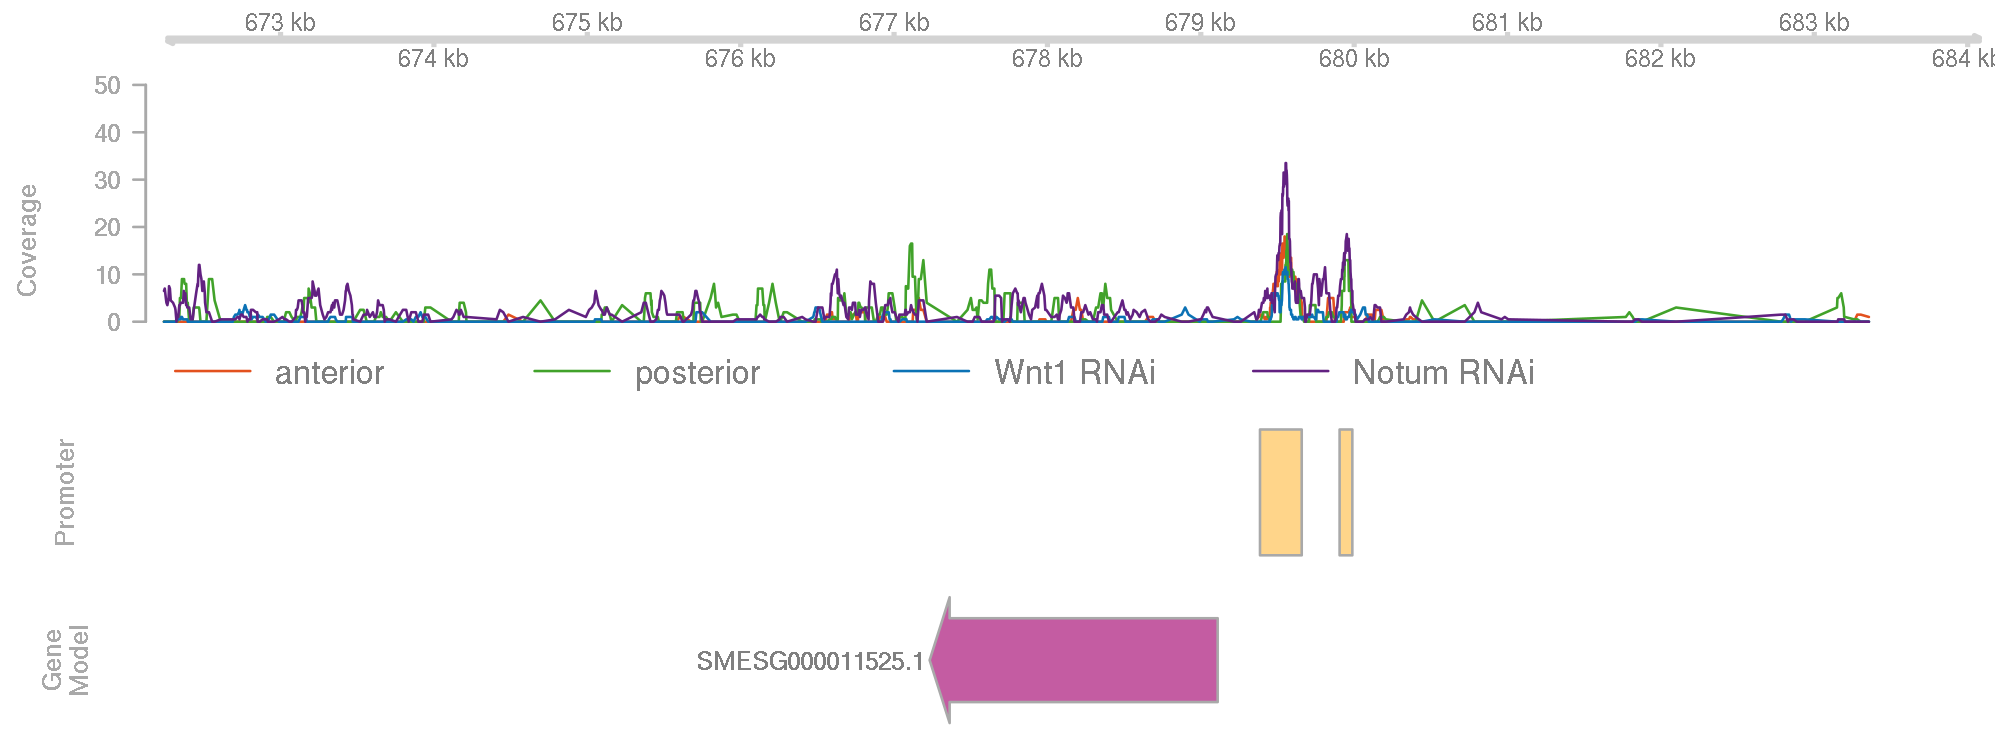 673 kb 675 kb 677 kb 679 kb 681 kb 683 kb
674 kb 676 kb 678 kb 680 kb 682 kb 684 kb
50
40
30
20
10
0
Coverage
anterior posterior Wnt1 RNAi Notum RNAi
Promoter
Gene
Model
SMESG000011525.1